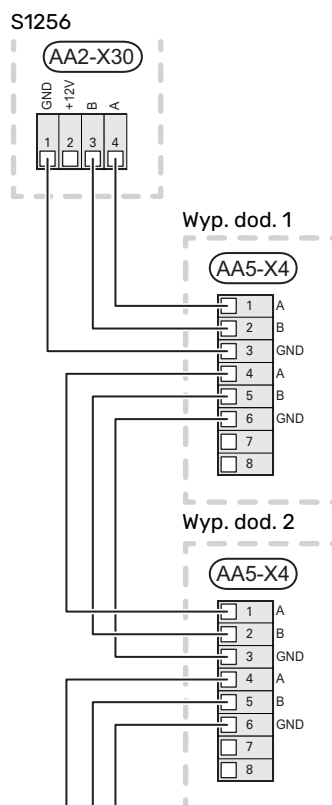 S1256
AA2-X30
GND +12V B A
1 2 3 4
Wyp. dod. 1
AA5-X4
1 A
2 B
3 GND
4 A
5 B
6 GND
7
8
Wyp. dod. 2
AA5-X4
1 A
2 B
3 GND
4 A
5 B
6 GND
7
8